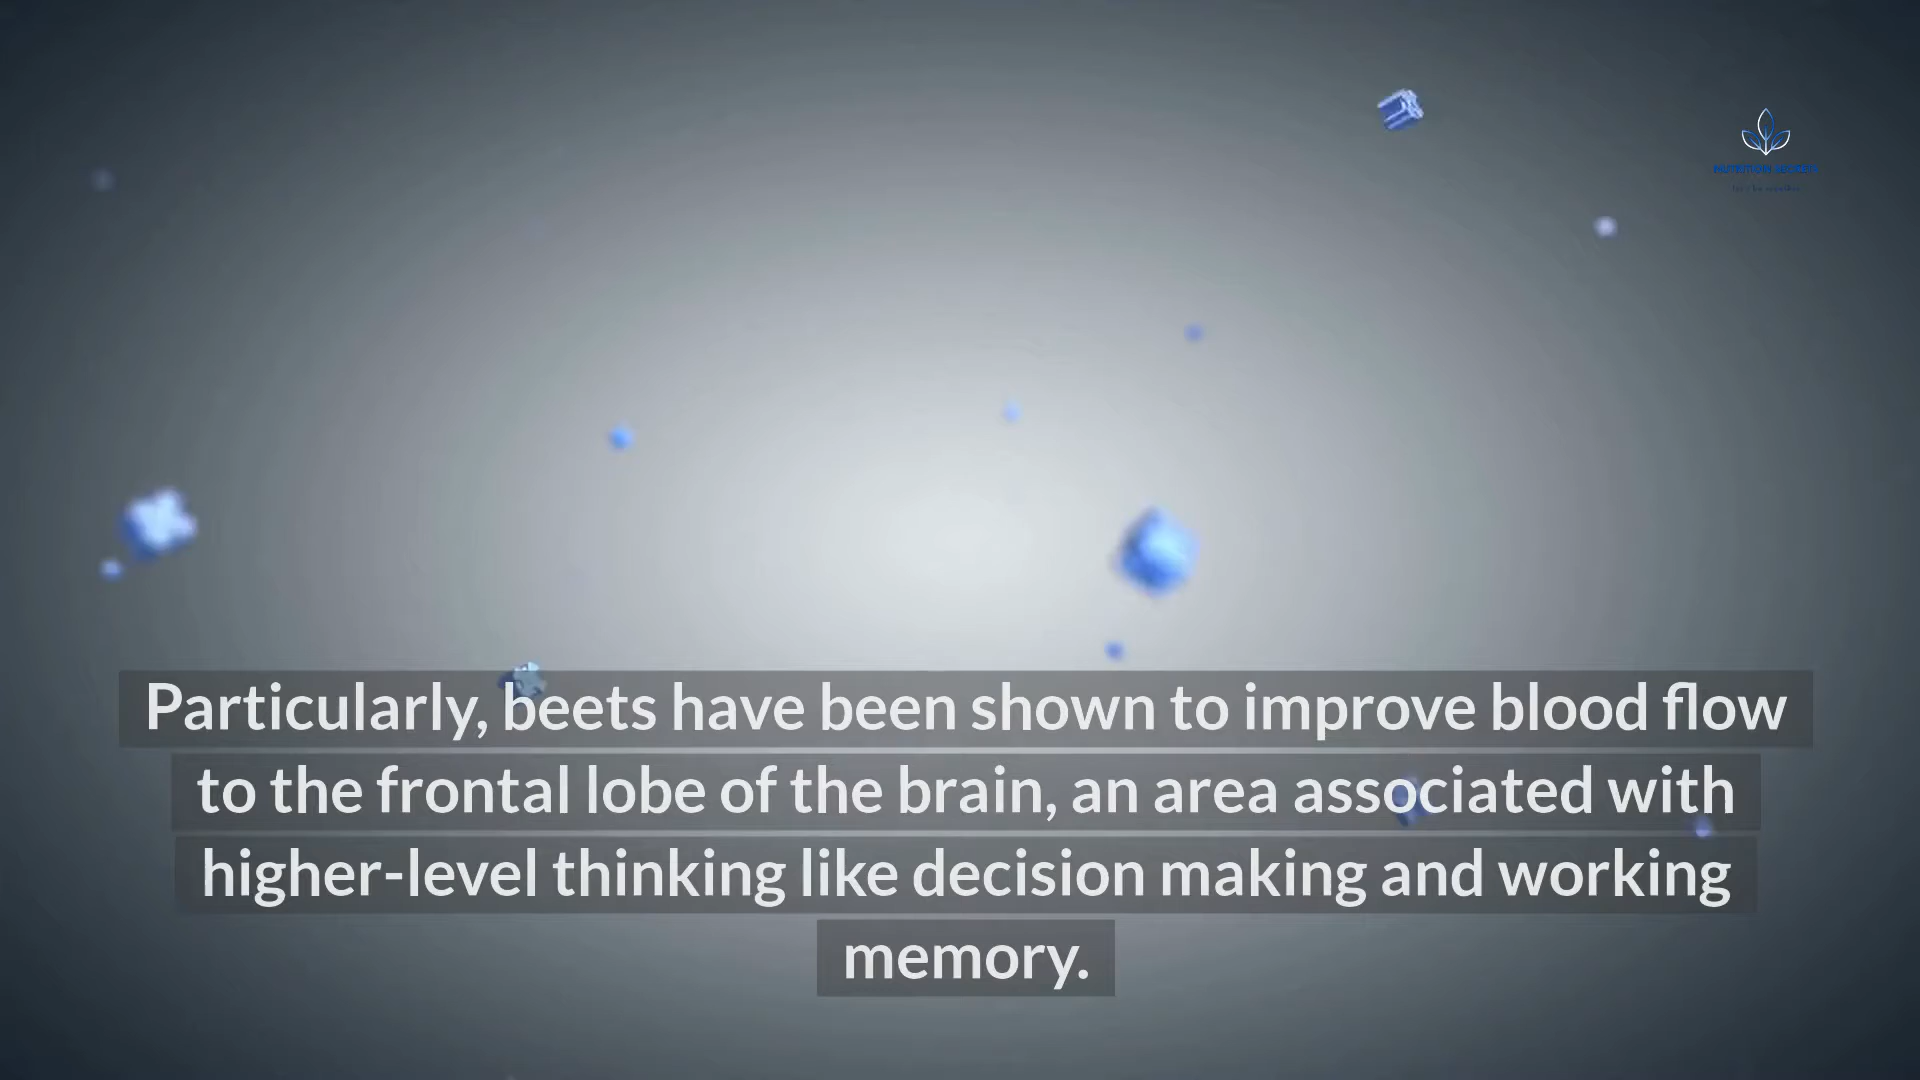 Particularly, beets have been shown to improve blood flow
to the frontal lobe of the brain, an area associated with
higher-level thinking like decision making and working
memory.